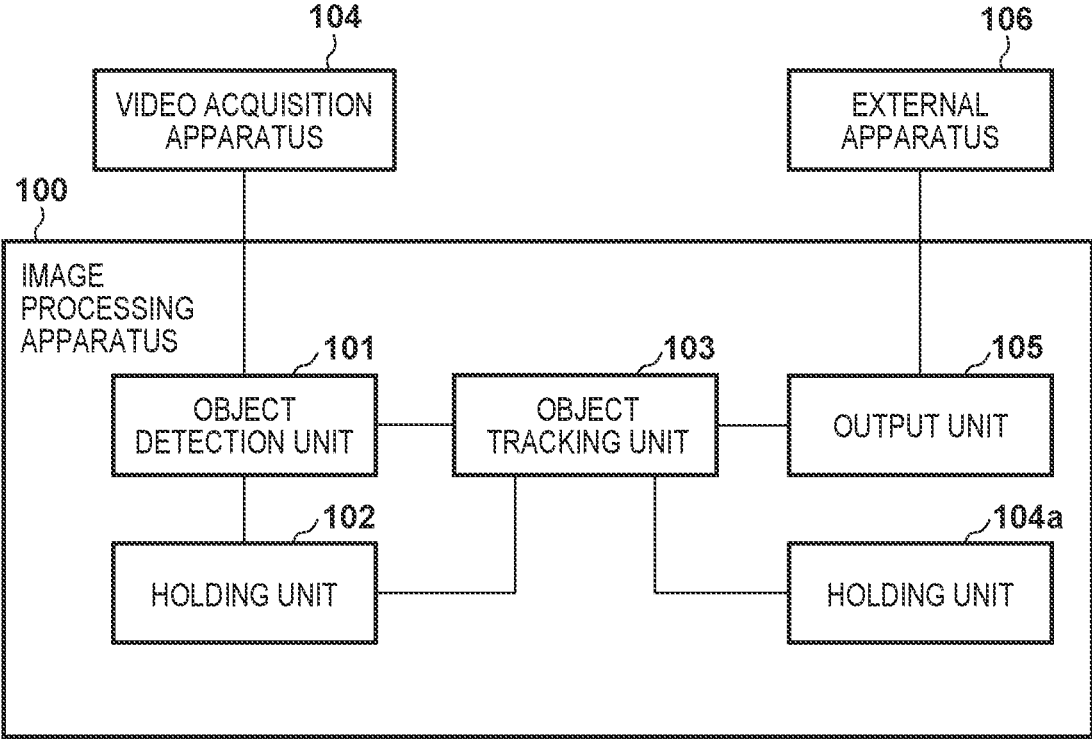 104
VIDEO ACQUISITION
APPARATUS
106
EXTERNAL
APPARATUS
100
IMAGE
PROCESSING
APPARATUS
101
OBJECT
DETECTION UNIT
103
OBJECT
TRACKING UNIT
105
OUTPUT UNIT
102
HOLDING UNIT
104a
HOLDING UNIT